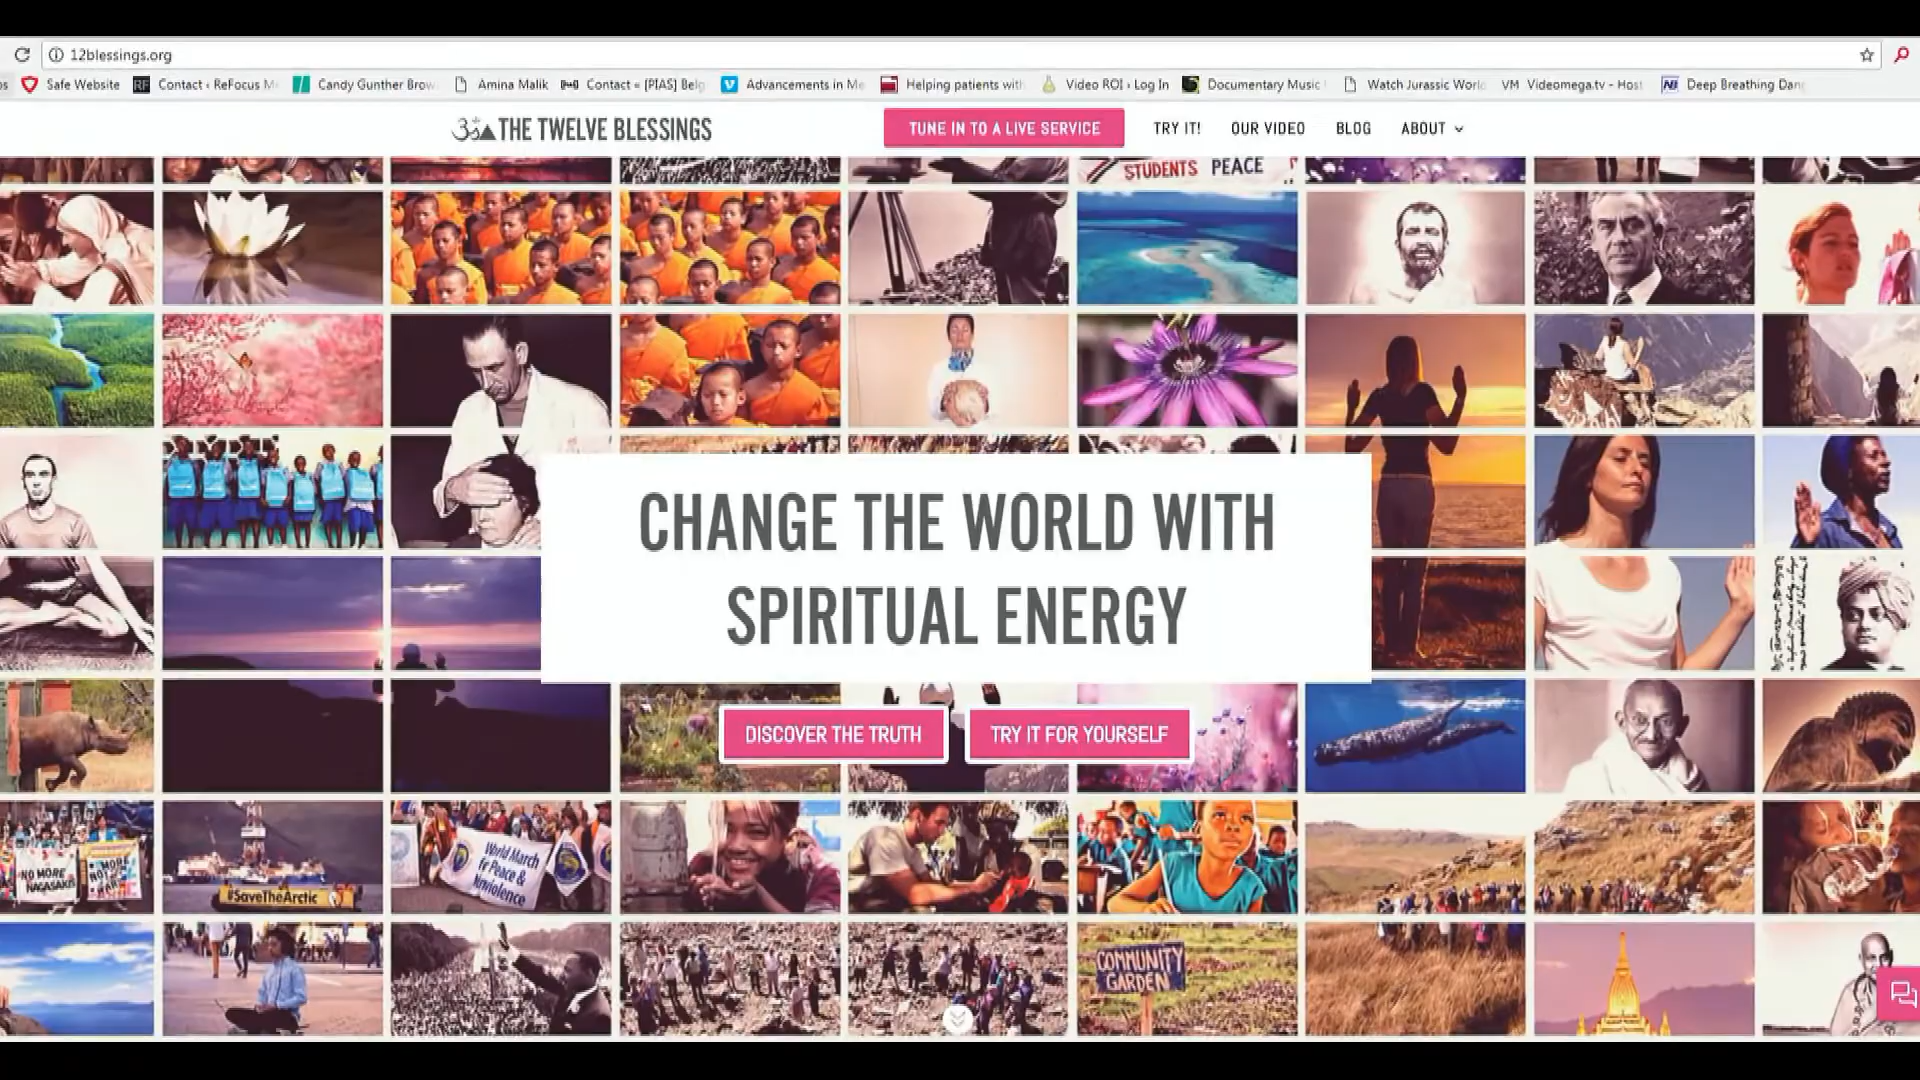 12blessings.org
Safe Website
RF Contact ‹ ReFocus M
Candy Gunther Brow
Amina Malik
Contact « [PIAS] Belg
Advancements in Me
Helping patients with
Video ROI › Log In
Documentary Music
Watch Jurassic World
VM Videomega.tv - Host
Deep Breathing Dang
THE TWELVE BLESSINGS
TUNE IN TO A LIVE SERVICE
TRY IT!
OUR VIDEO
BLOG
ABOUT
STUDENTS PEACE
CHANGE THE WORLD WITH
SPIRITUAL ENERGY
DISCOVER THE TRUTH
TRY IT FOR YOURSELF
NO MORE
NAGASAKIS
#SaveTheArctic
World March
for Peace &
Nonviolence
COMMUNITY
GARDEN